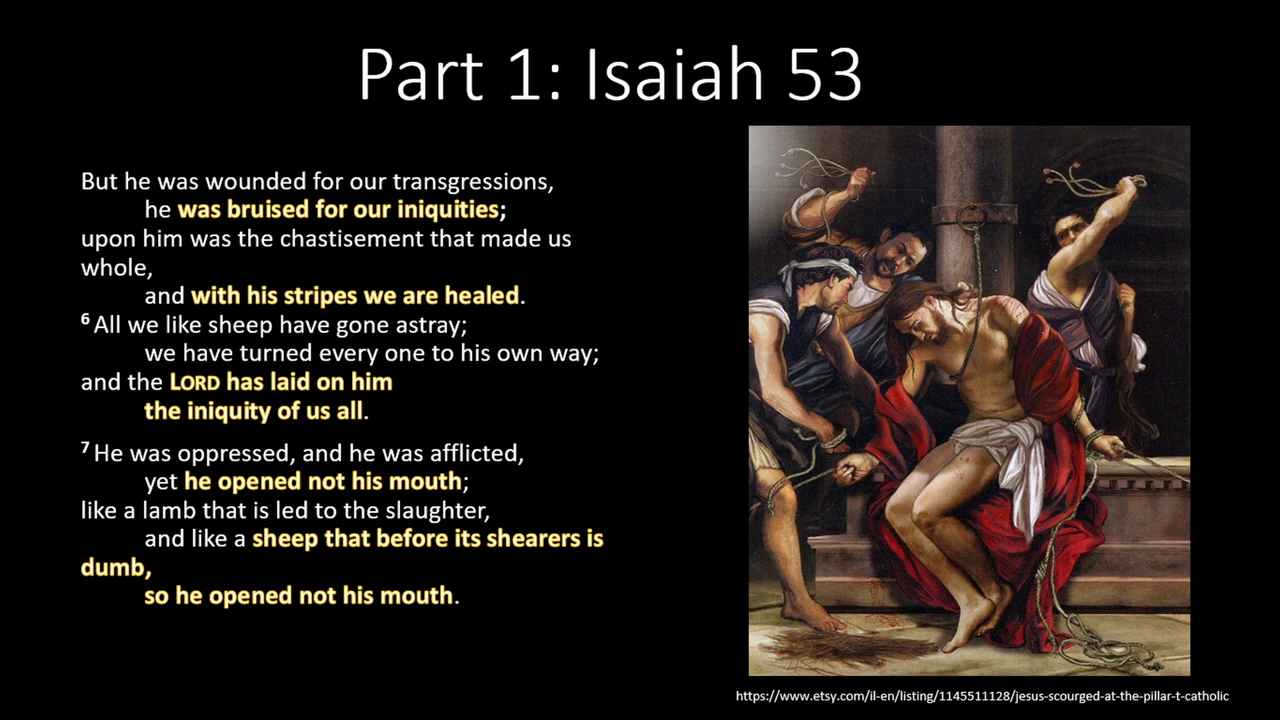 Part 1: Isaiah 53
But he was wounded for our transgressions,
he was bruised for our iniquities;
upon him was the chastisement that made us
whole,
and with his stripes we are healed.
6 All we like sheep have gone astray;
we have turned every one to his own way;
and the LORD has laid on him
the iniquity of us all.
7 He was oppressed, and he was afflicted,
yet he opened not his mouth;
like a lamb that is led to the slaughter,
and like a sheep that before its shearers is
dumb,
so he opened not his mouth.
https://www.etsy.com/il-en/listing/1145511128/jesus-scourged-at-the-pillar-t-catholic